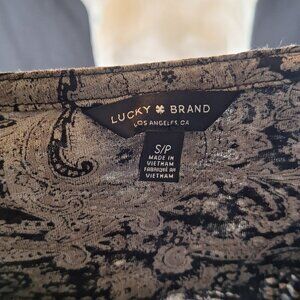 LUCKY BRAND
LOS ANGELES, CA
S/P
MADE IN
VIETNAM
FABRIQUÉ AU
VIETNAM